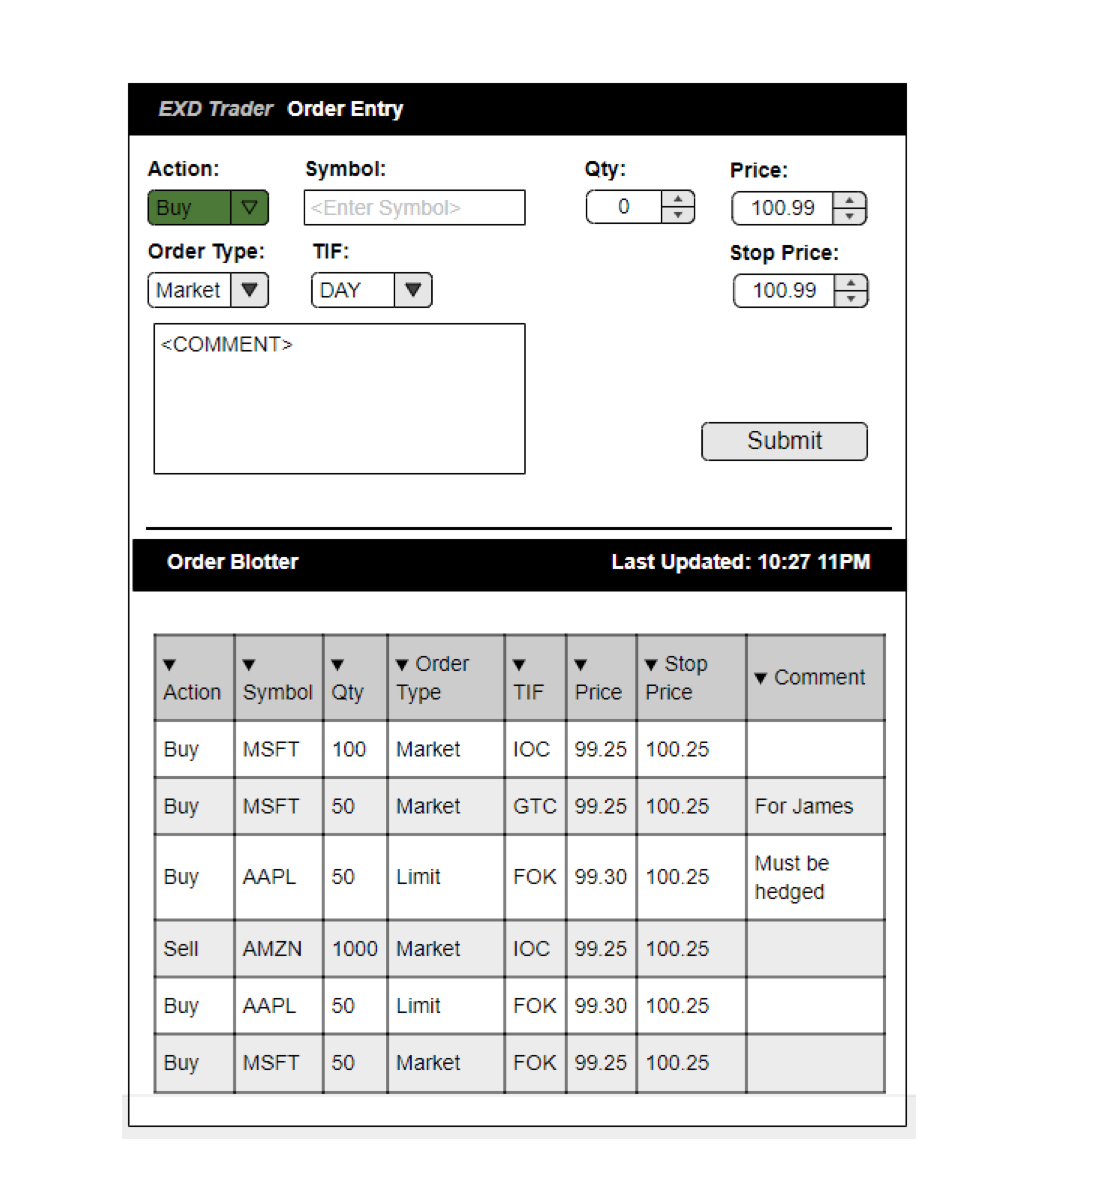 EXD Trader Order Entry
Action: Symbol: Qty: Price:
Buy <Enter Symbol> 0 100.99
Order Type: TIF: Stop Price:
Market DAY 100.99
<COMMENT>
Submit
Order Blotter Last Updated: 10:27 11PM
▼ Action ▼ Symbol ▼ Qty ▼ Order Type ▼ TIF ▼ Price ▼ Stop Price ▼ Comment
Buy MSFT 100 Market IOC 99.25 100.25
Buy MSFT 50 Market GTC 99.25 100.25 For James
Buy AAPL 50 Limit FOK 99.30 100.25 Must be hedged
Sell AMZN 1000 Market IOC 99.25 100.25
Buy AAPL 50 Limit FOK 99.30 100.25
Buy MSFT 50 Market FOK 99.25 100.25